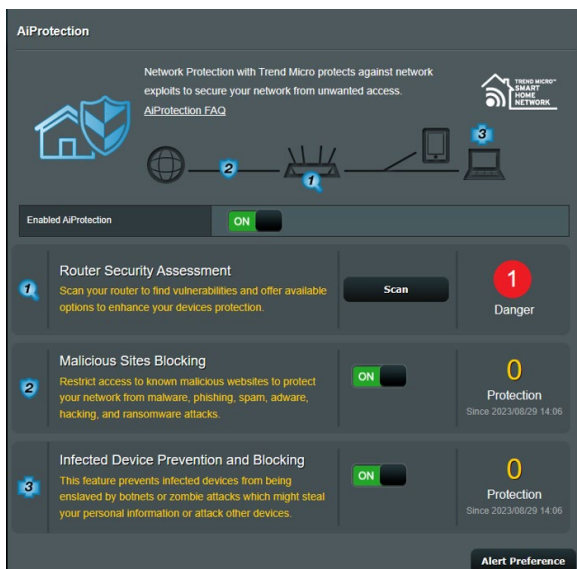 AiProtection
Network Protection with Trend Micro protects against network
exploits to secure your network from unwanted access.
AiProtection FAQ
TREND MICRO™
SMART
HOME
NETWORK
3
2
1
Enabled AiProtection
ON
1
Router Security Assessment
Scan your router to find vulnerabilities and offer available
options to enhance your devices protection.
Scan
1
Danger
2
Malicious Sites Blocking
Restrict access to known malicious websites to protect
your network from malware, phishing, spam, adware,
hacking, and ransomware attacks.
ON
0
Protection
Since 2023/08/29 14:06
3
Infected Device Prevention and Blocking
This feature prevents infected devices from being
enslaved by botnets or zombie attacks which might steal
your personal information or attack other devices.
ON
0
Protection
Since 2023/08/29 14:06
Alert Preference